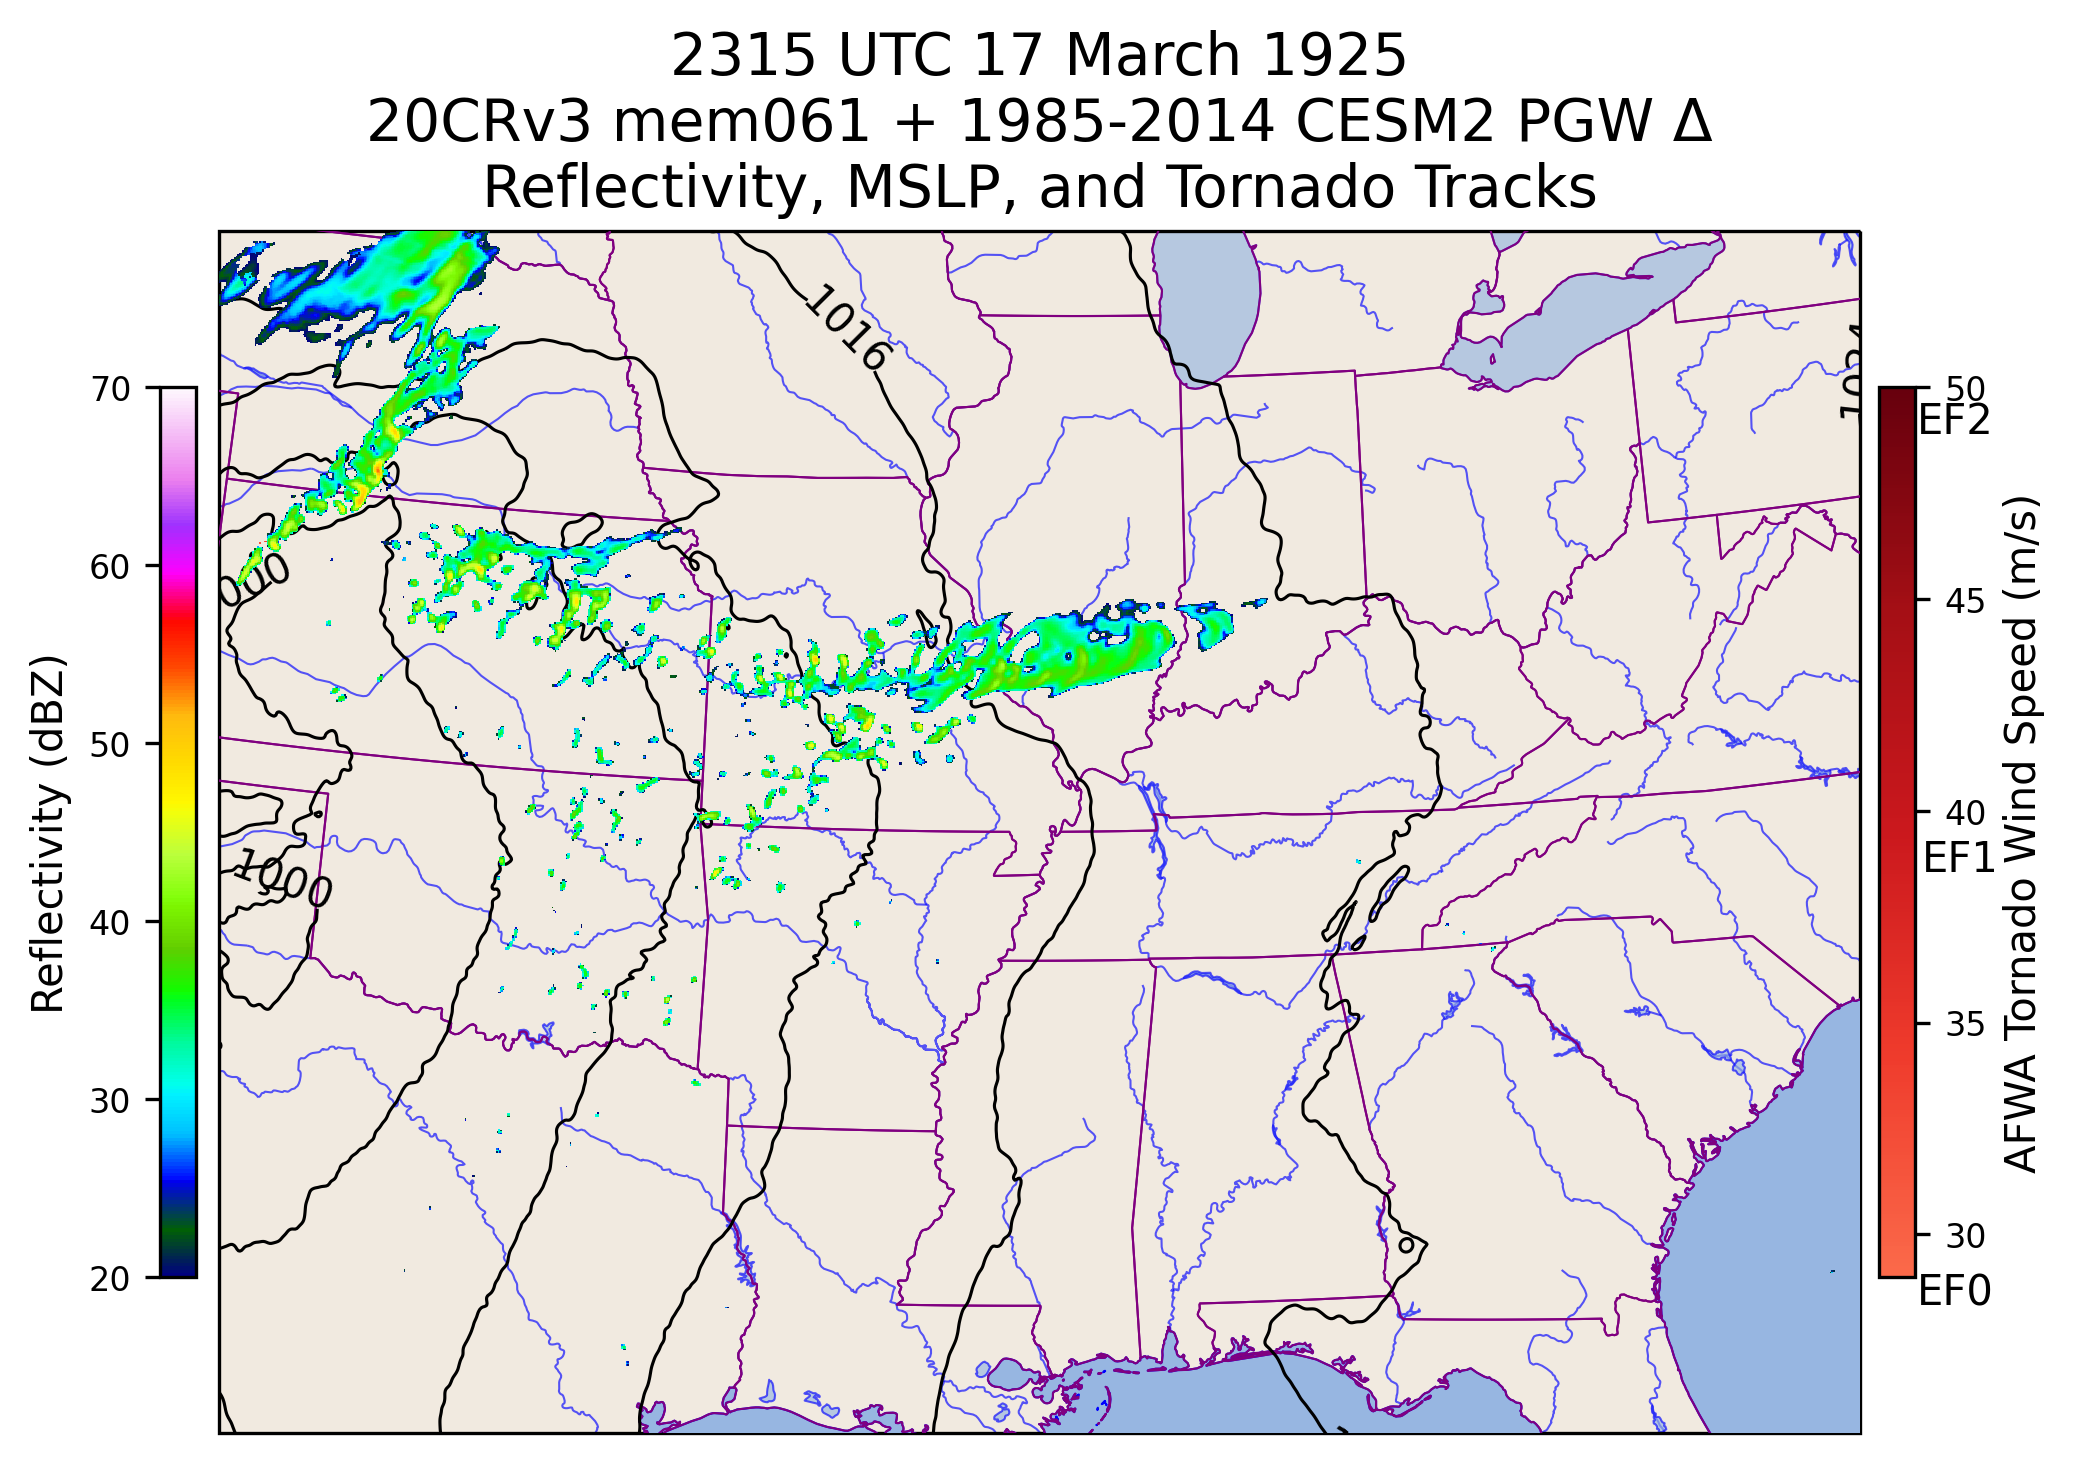 2315 UTC 17 March 1925
20CRv3 mem061 + 1985-2014 CESM2 PGW Δ
Reflectivity, MSLP, and Tornado Tracks
70
60
50
40
30
20
Reflectivity (dBZ)
1016
1000
50
EF2
45
40
EF1
35
30
EF0
AFWA Tornado Wind Speed (m/s)